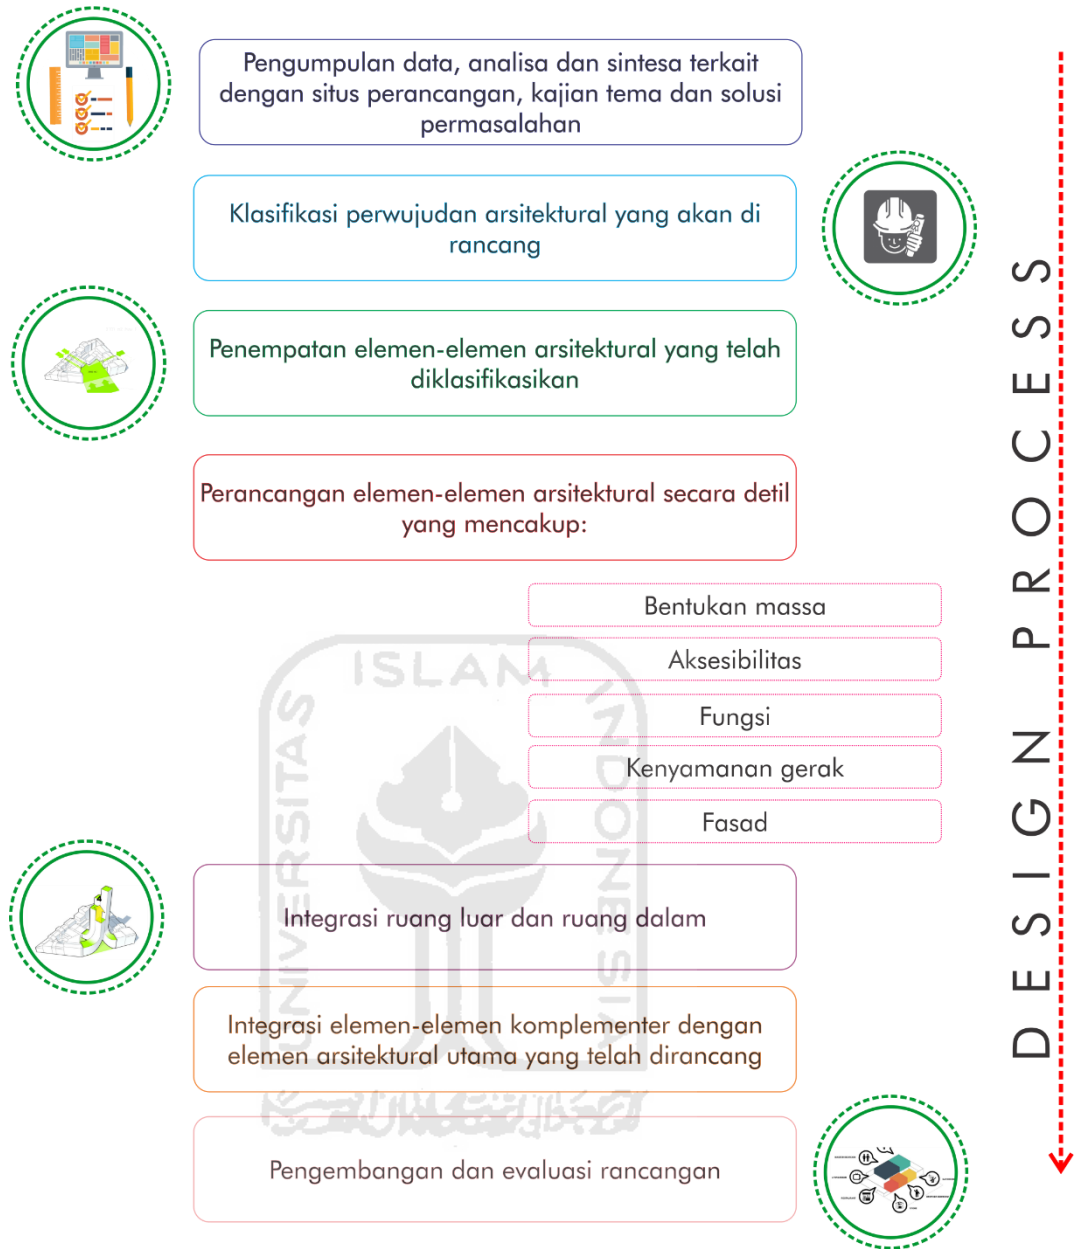 Pengumpulan data, analisa dan sintesa terkait
dengan situs perancangan, kajian tema dan solusi
permasalahan
Klasifikasi perwujudan arsitektural yang akan di
rancang
Penempatan elemen-elemen arsitektural yang telah
diklasifikasikan
Perancangan elemen-elemen arsitektural secara detil
yang mencakup:
Bentukan massa
Aksesibilitas
Fungsi
Kenyamanan gerak
Fasad
Integrasi ruang luar dan ruang dalam
Integrasi elemen-elemen komplementer dengan
elemen arsitektural utama yang telah dirancang
Pengembangan dan evaluasi rancangan
DESIGN PROCESS
UNIVERSITAS
ISLAM
INDONESIA